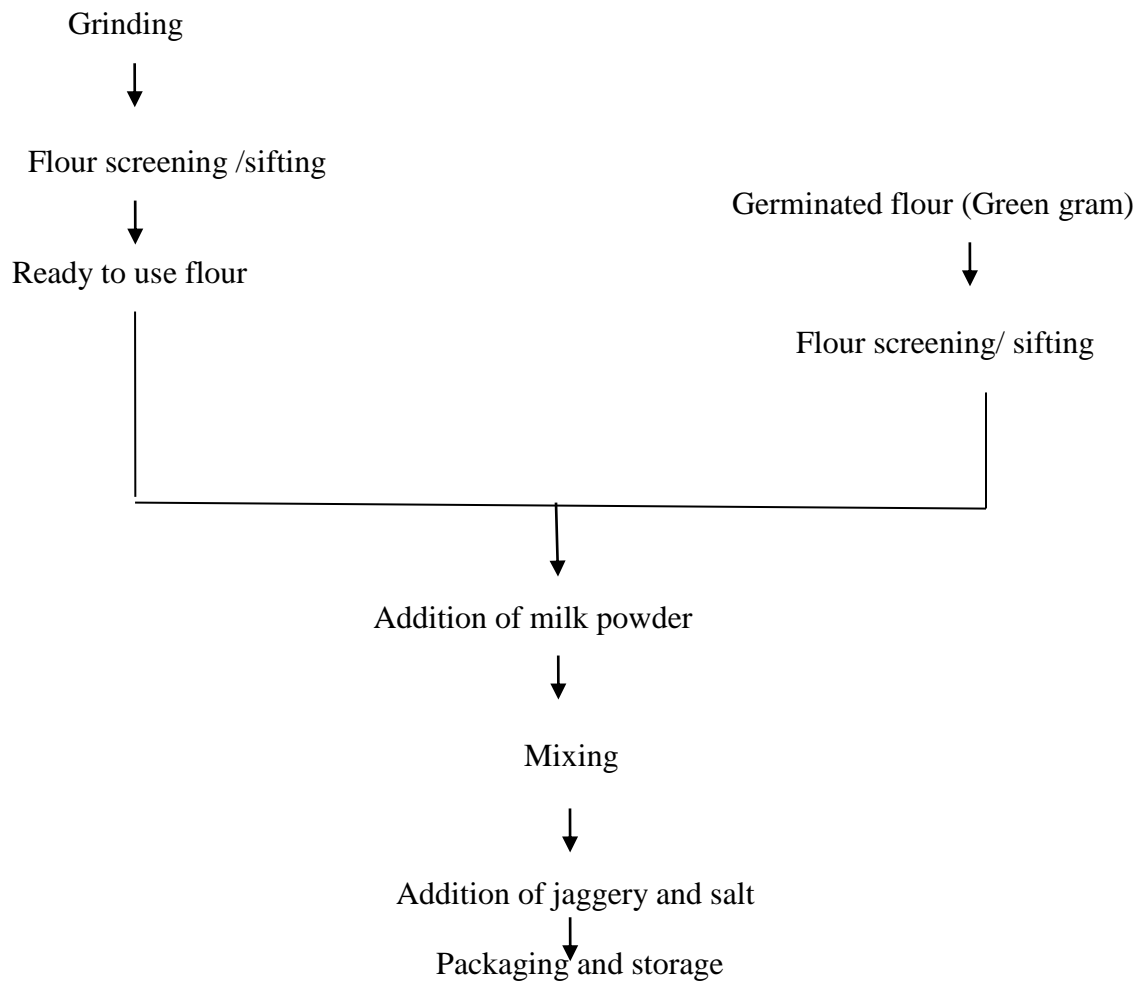 Grinding
Flour screening /sifting
Ready to use flour
Germinated flour (Green gram)
Flour screening/ sifting
Addition of milk powder
Mixing
Addition of jaggery and salt
Packaging and storage